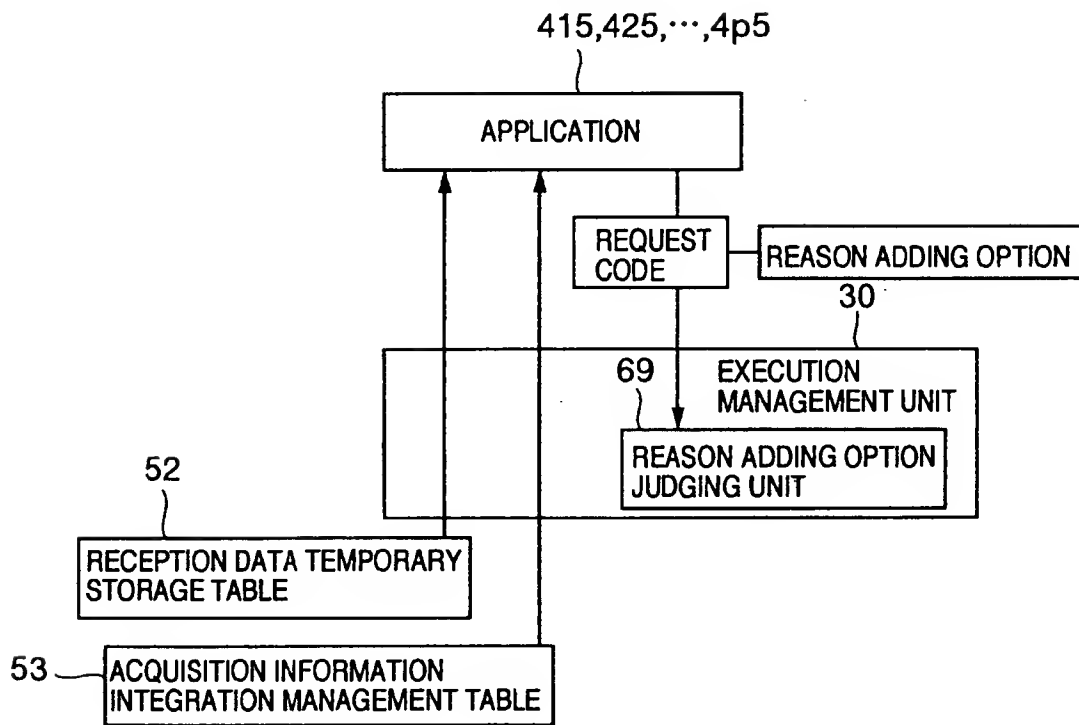 415,425,···,4p5
APPLICATION
REQUEST
CODE
REASON ADDING OPTION
30
69
EXECUTION
MANAGEMENT UNIT
REASON ADDING OPTION
JUDGING UNIT
52
RECEPTION DATA TEMPORARY
STORAGE TABLE
53
ACQUISITION INFORMATION
INTEGRATION MANAGEMENT TABLE